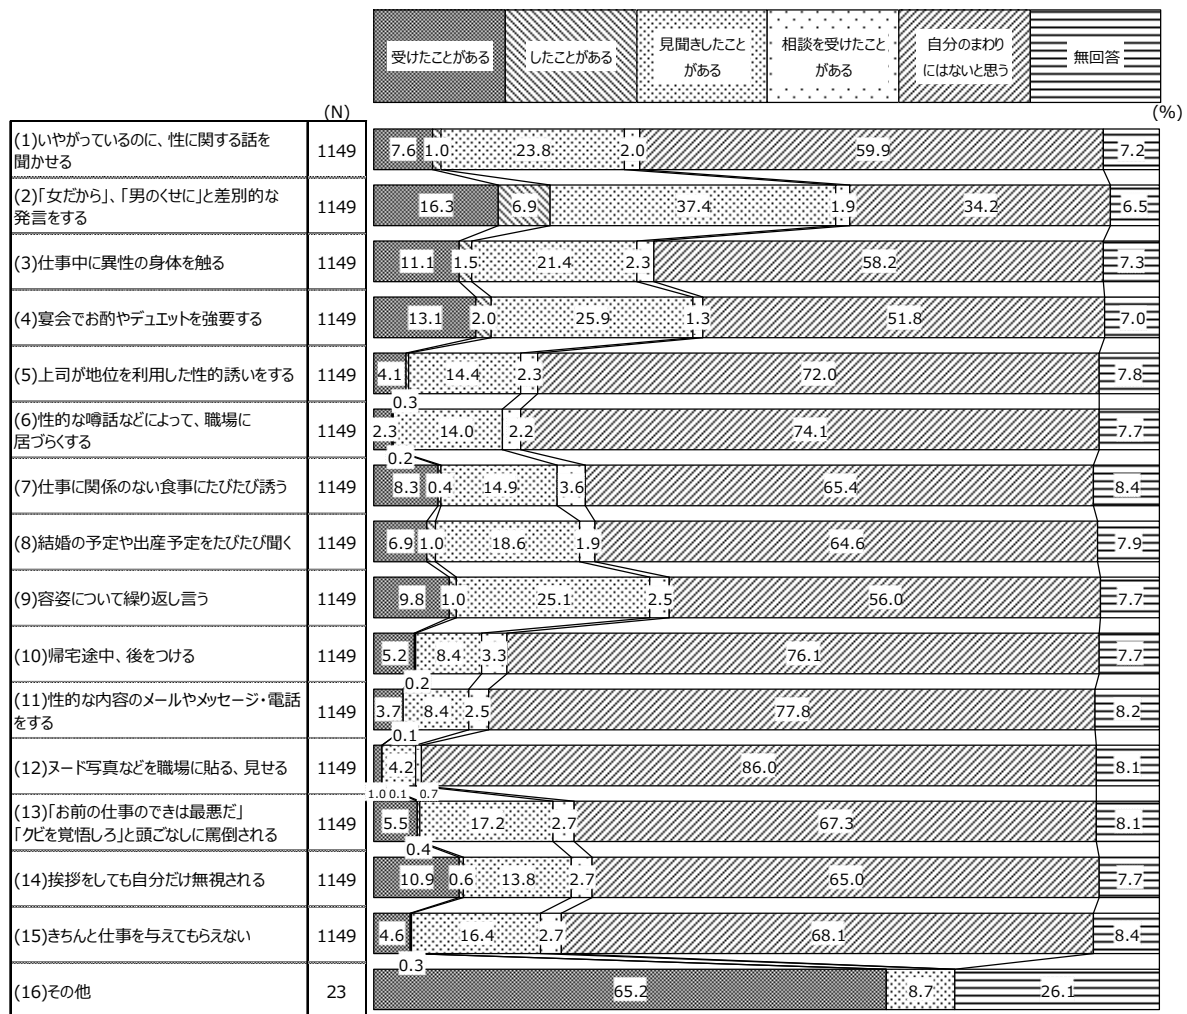 受けたことがある したことがある 見聞きしたこと 相談を受けたこと 自分のまわり 無回答
がある がある にはないと思う
(N) (%)
(1)いやがっているのに、性に関する話を
聞かせる
1149 7.6 1.0 23.8 2.0 59.9 7.2
(2)「女だから」、「男のくせに」と差別的な
発言をする
1149 16.3 6.9 37.4 1.9 34.2 6.5
(3)仕事中に異性の身体を触る 1149 11.1 1.5 21.4 2.3 58.2 7.3
(4)宴会でお酌やデュエットを強要する 1149 13.1 2.0 25.9 1.3 51.8 7.0
(5)上司が地位を利用した性的誘いをする 1149 4.1 14.4 2.3 72.0 7.8
0.3
(6)性的な噂話などによって、職場に
居づらくする
1149 2.3 14.0 2.2 74.1 7.7
0.2
(7)仕事に関係のない食事にたびたび誘う 1149 8.3 0.4 14.9 3.6 65.4 8.4
(8)結婚の予定や出産予定をたびたび聞く 1149 6.9 1.0 18.6 1.9 64.6 7.9
(9)容姿について繰り返し言う 1149 9.8 1.0 25.1 2.5 56.0 7.7
(10)帰宅途中、後をつける 1149 5.2 8.4 3.3 76.1 7.7
0.2
(11)性的な内容のメールやメッセージ・電話
をする
1149 3.7 8.4 2.5 77.8 8.2
0.1
(12)ヌード写真などを職場に貼る、見せる 1149 4.2 86.0 8.1
1.0 0.1 0.7
(13)「お前の仕事のできは最悪だ」
「クビを覚悟しろ」と頭ごなしに罵倒される
1149 5.5 17.2 2.7 67.3 8.1
0.4
(14)挨拶をしても自分だけ無視される 1149 10.9 0.6 13.8 2.7 65.0 7.7
(15)きちんと仕事を与えてもらえない 1149 4.6 16.4 2.7 68.1 8.4
0.3
(16)その他 23 65.2 8.7 26.1